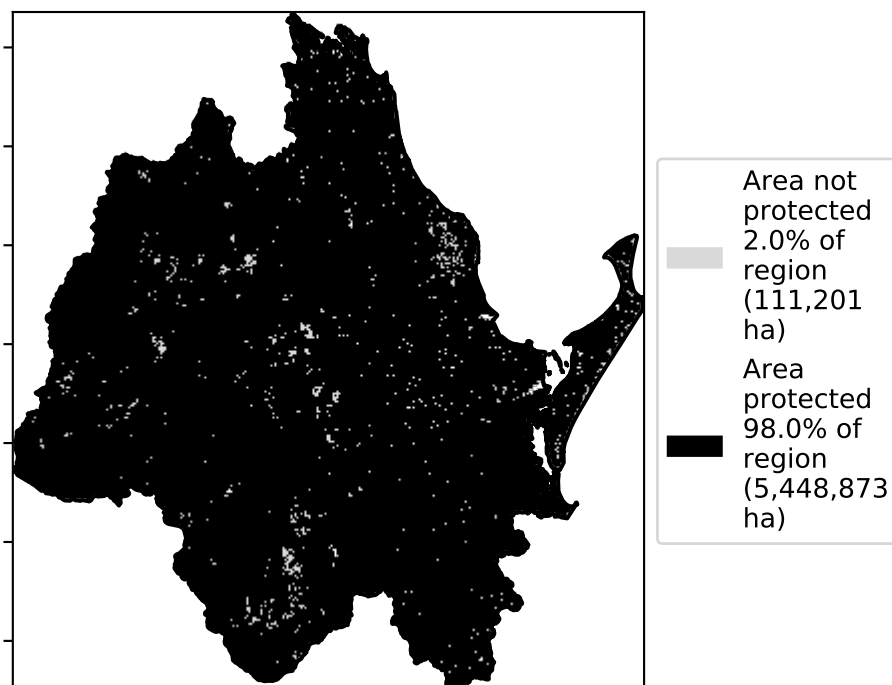 Area not
protected
2.0% of
region
(111,201
ha)
Area
protected
98.0% of
region
(5,448,873
ha)